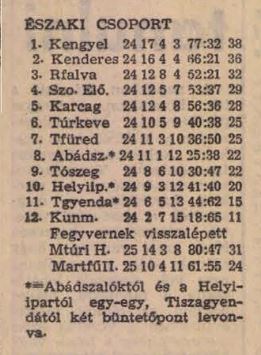 ÉSZAKI CSOPORT
1. Kengyel 24 17 4 3 77:32 38
2. Kenderes 24 16 4 4 66:21 36
3. Rfalva 24 12 8 4 52:21 32
4. Szo. Elő. 24 12 5 7 53:37 29
5. Karcag 24 12 4 8 56:36 28
6. Túrkeve 24 10 5 9 40:38 25
7. Tfüred 24 11 3 10 36:50 25
8. Abádsz.* 24 11 1 12 25:38 22
9. Tószeg 24 8 6 10 30:47 22
10. Helyiip.* 24 9 3 12 41:40 20
11. Tgyenda* 24 6 5 13 44:62 15
12. Kunm. 24 2 7 15 18:65 11
Fegyvernek visszalépett
Mtúri H. 25 14 3 8 80:47 31
MartfűII. 25 10 4 11 61:55 24
*=Abádszalóktól és a Helyi-
ipartól egy-egy, Tiszagyen-
dától két büntetőpont levon-
va.